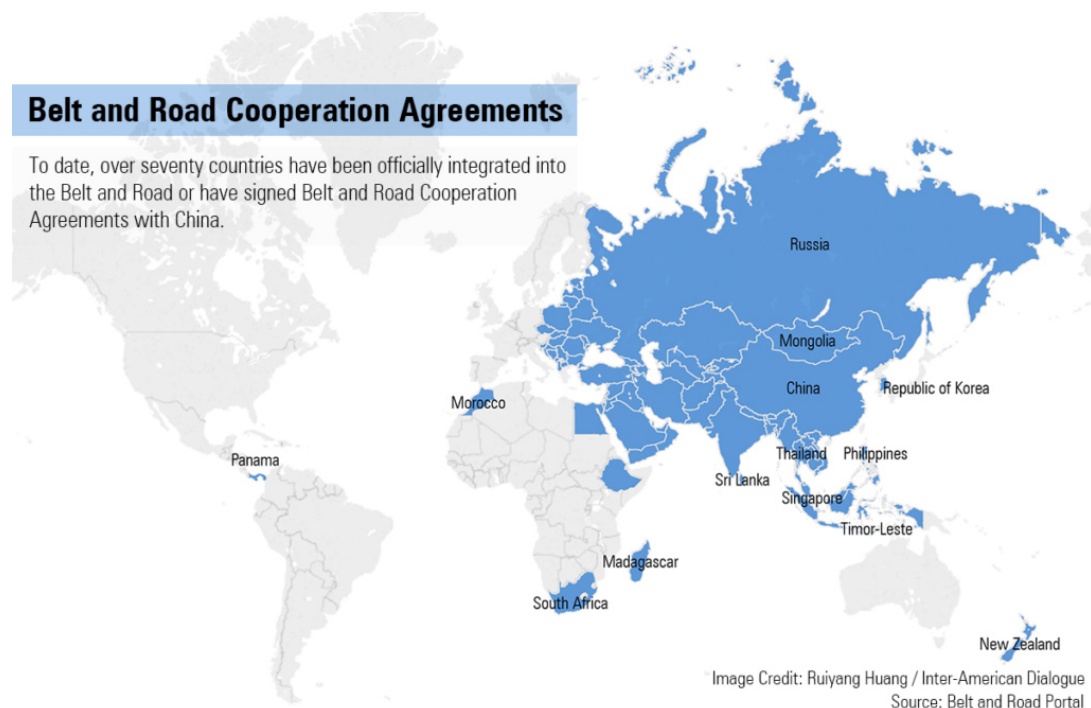 Belt and Road Cooperation Agreements
To date, over seventy countries have been officially integrated into
the Belt and Road or have signed Belt and Road Cooperation
Agreements with China.
Russia
Mongolia
China
Republic of Korea
Morocco
Panama
Thailand
Philippines
Sri Lanka
Singapore
Timor-Leste
Madagascar
South Africa
New Zealand
Image Credit: Ruiyang Huang / Inter-American Dialogue
Source: Belt and Road Portal